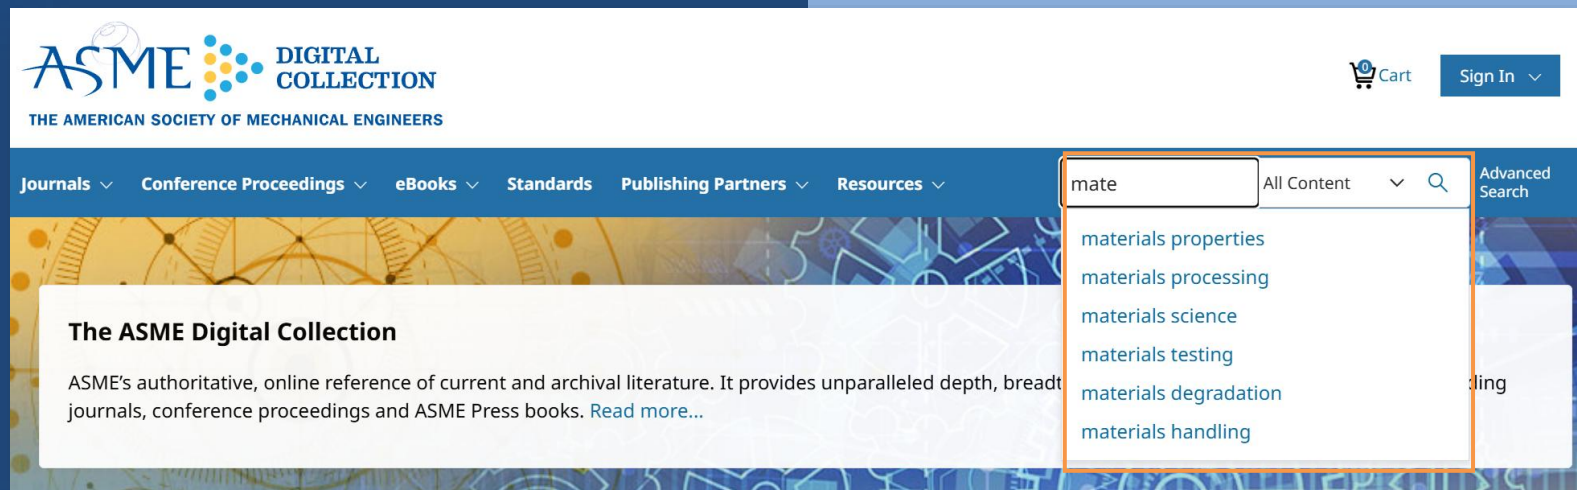 ASME DIGITAL COLLECTION
THE AMERICAN SOCIETY OF MECHANICAL ENGINEERS
0 Cart
Sign In
Journals Conference Proceedings eBooks Standards Publishing Partners Resources
mate All Content
Advanced Search
materials properties
materials processing
materials science
materials testing
materials degradation
materials handling
The ASME Digital Collection
ASME's authoritative, online reference of current and archival literature. It provides unparalleled depth,
journals, conference proceedings and ASME Press books. Read more...